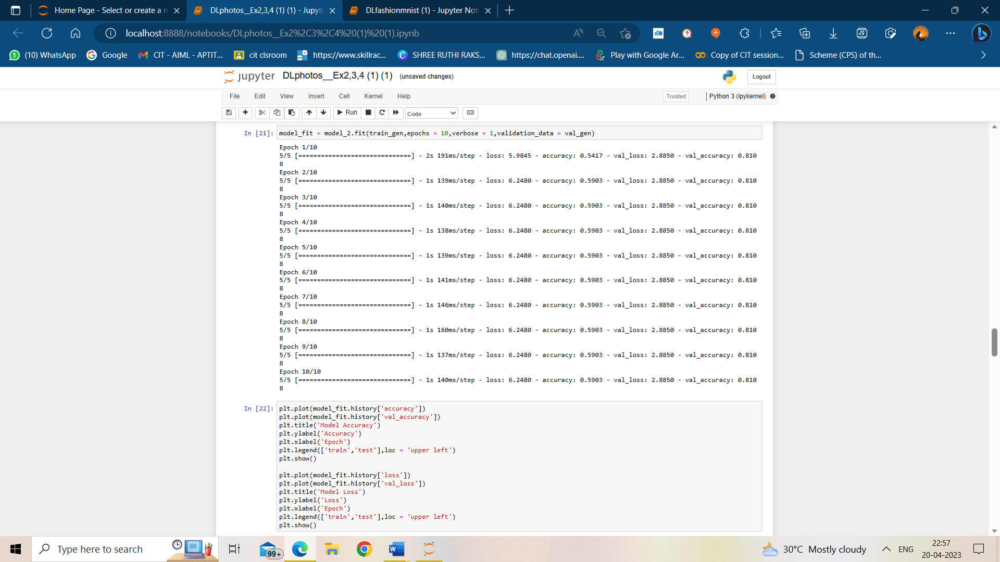 Home Page - Select or create a n
DLphotos__Ex2,3,4 (1) (1) - Jupyte
DLfashionmnist (1) - Jupyter Not
localhost:8888/notebooks/DLphotos__Ex2%2C3%2C4%20(1)%20(1).ipynb
(10) WhatsApp
Google
CIT - AIML - APTIT...
cit clsroom
https://www.skillrac...
SHREE RUTHI RAKS...
https://chat.openai....
Play with Google Ar...
Copy of CIT session...
Scheme (CPS) of th...
jupyter DLphotos__Ex2,3,4 (1) (1) (unsaved changes)
Logout
File Edit View Insert Cell Kernel Help
Trusted
Python 3 (ipykernel)
Run
Code
In [21]: model_fit = model_2.fit(train_gen,epochs = 10,verbose = 1,validation_data = val_gen)
Epoch 1/10
5/5 [==============================] - 2s 191ms/step - loss: 5.9845 - accuracy: 0.5417 - val_loss: 2.8850 - val_accuracy: 0.810
8
Epoch 2/10
5/5 [==============================] - 1s 139ms/step - loss: 6.2480 - accuracy: 0.5903 - val_loss: 2.8850 - val_accuracy: 0.810
8
Epoch 3/10
5/5 [==============================] - 1s 140ms/step - loss: 6.2480 - accuracy: 0.5903 - val_loss: 2.8850 - val_accuracy: 0.810
8
Epoch 4/10
5/5 [==============================] - 1s 138ms/step - loss: 6.2480 - accuracy: 0.5903 - val_loss: 2.8850 - val_accuracy: 0.810
8
Epoch 5/10
5/5 [==============================] - 1s 139ms/step - loss: 6.2480 - accuracy: 0.5903 - val_loss: 2.8850 - val_accuracy: 0.810
8
Epoch 6/10
5/5 [==============================] - 1s 141ms/step - loss: 6.2480 - accuracy: 0.5903 - val_loss: 2.8850 - val_accuracy: 0.810
8
Epoch 7/10
5/5 [==============================] - 1s 146ms/step - loss: 6.2480 - accuracy: 0.5903 - val_loss: 2.8850 - val_accuracy: 0.810
8
Epoch 8/10
5/5 [==============================] - 1s 160ms/step - loss: 6.2480 - accuracy: 0.5903 - val_loss: 2.8850 - val_accuracy: 0.810
8
Epoch 9/10
5/5 [==============================] - 1s 137ms/step - loss: 6.2480 - accuracy: 0.5903 - val_loss: 2.8850 - val_accuracy: 0.810
8
Epoch 10/10
5/5 [==============================] - 1s 140ms/step - loss: 6.2480 - accuracy: 0.5903 - val_loss: 2.8850 - val_accuracy: 0.810
8
In [22]: plt.plot(model_fit.history['accuracy'])
plt.plot(model_fit.history['val_accuracy'])
plt.title('Model Accuracy')
plt.ylabel('Accuracy')
plt.xlabel('Epoch')
plt.legend(['train','test'],loc = 'upper left')
plt.show()
plt.plot(model_fit.history['loss'])
plt.plot(model_fit.history['val_loss'])
plt.title('Model Loss')
plt.ylabel('Loss')
plt.xlabel('Epoch')
plt.legend(['train','test'],loc = 'upper left')
plt.show()
Type here to search
99+
30°C Mostly cloudy
ENG
22:57
20-04-2023